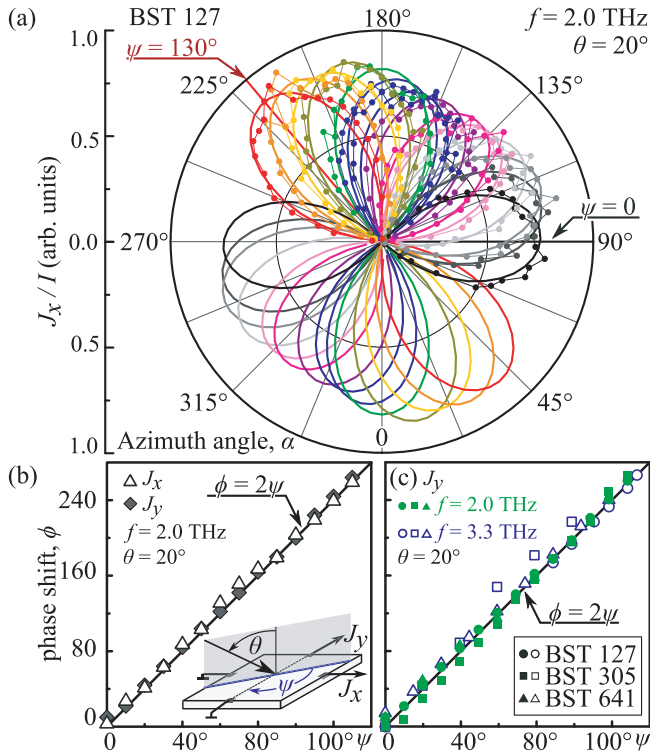 (a)
BST 127
180°
f = 2.0 THz
θ = 20°
1.0
ψ = 130°
225°
135°
0.5
ψ = 0
0.0
270°
90°
J_x / I (arb. units)
0.5
315°
45°
1.0
Azimuth angle, α
0
(b)
J_x
J_y
f = 2.0 THz
θ = 20°
ϕ = 2ψ
240
160
80
0
phase shift, ϕ
θ
ψ
J_y
J_x
0
40°
80°
100°
ψ
(c)
J_y
f = 2.0 THz
f = 3.3 THz
θ = 20°
ϕ = 2ψ
BST 127
BST 305
BST 641
0
40°
80°
100°
ψ